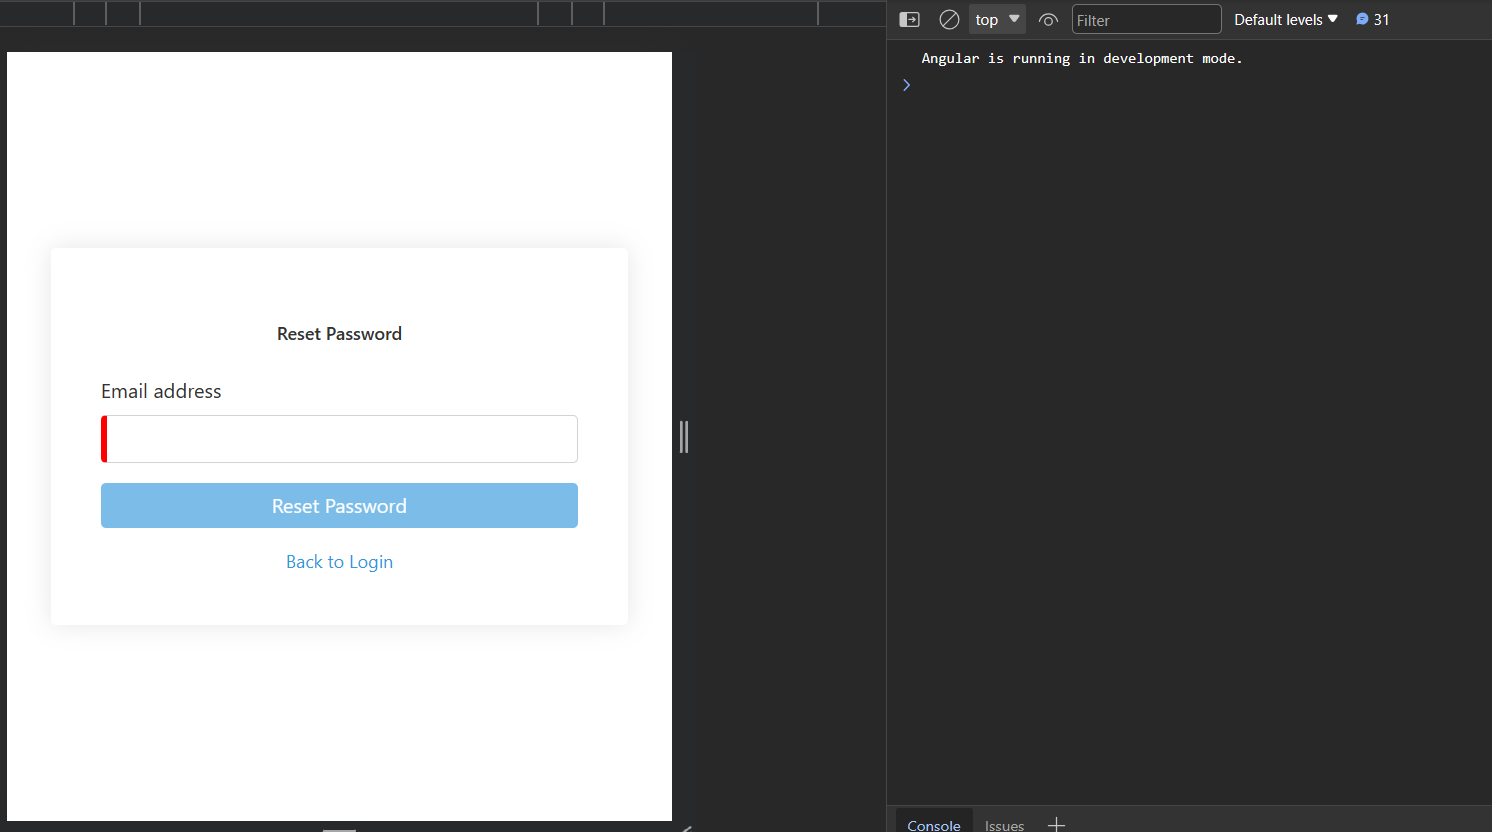 top
Filter
Default levels
31
Angular is running in development mode.
Reset Password
Email address
Reset Password
Back to Login
Console
Issues